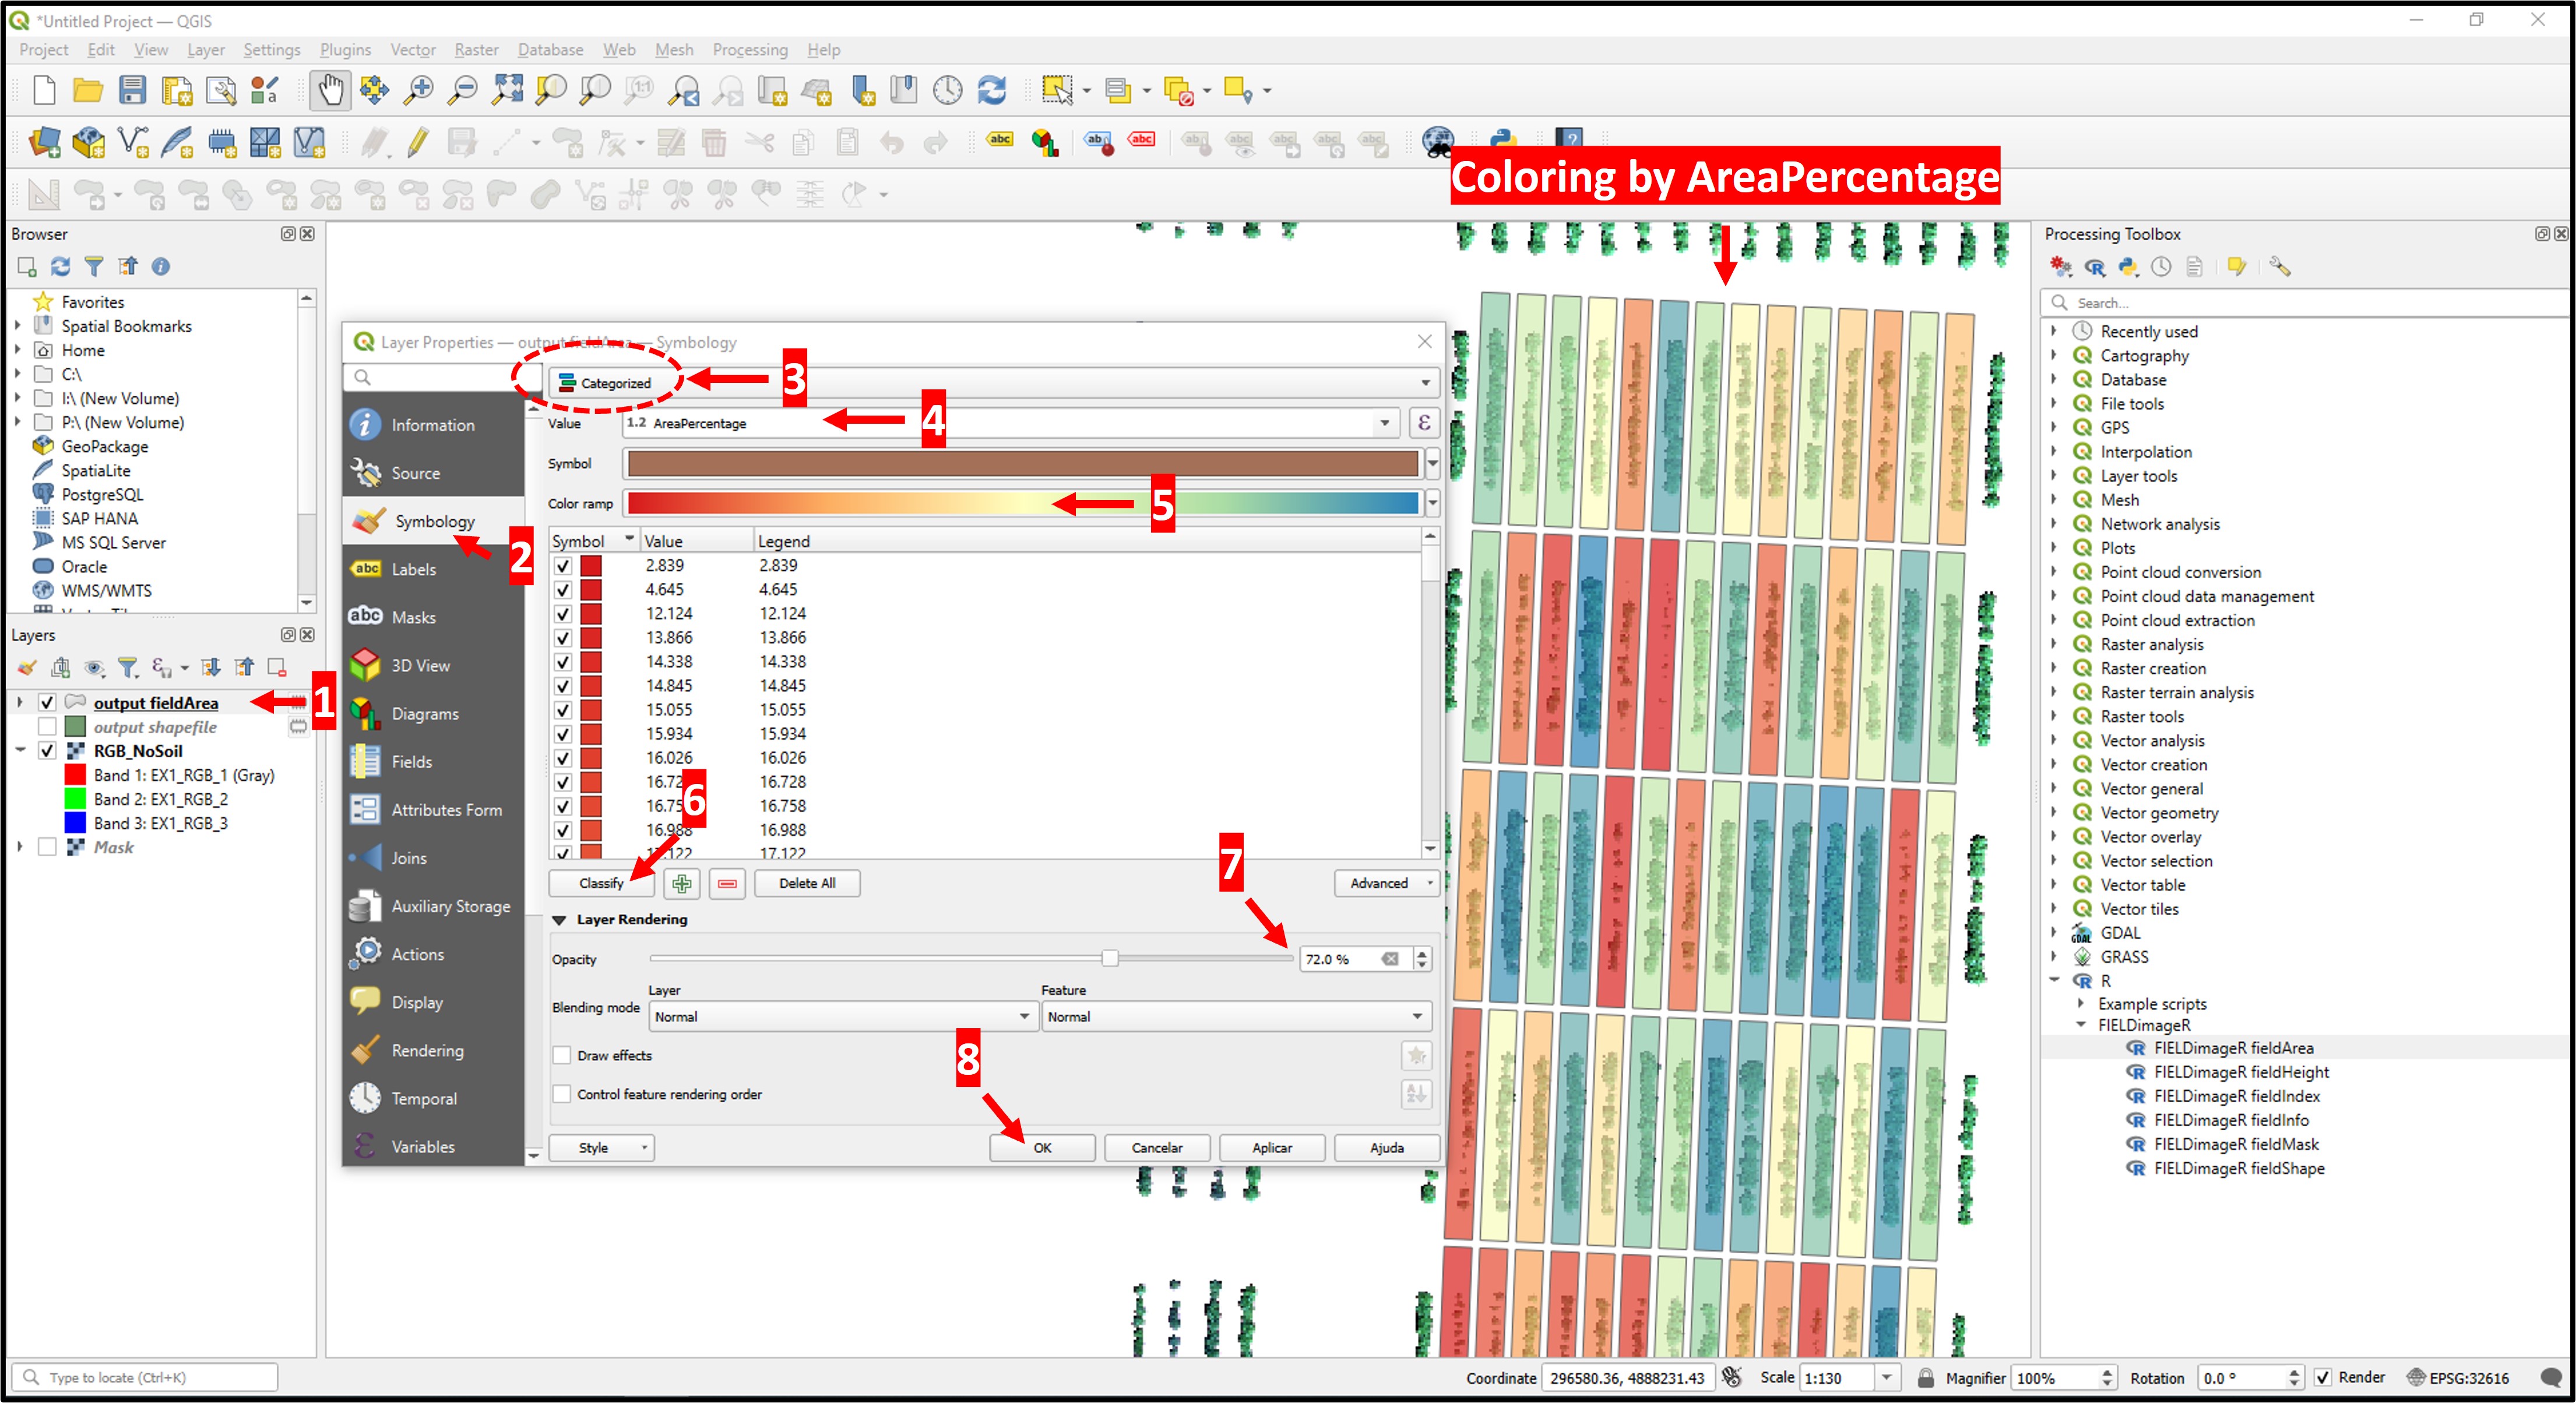 *Untitled Project — QGIS
Project Edit View Layer Settings Plugins Vector Raster Database Web Mesh Processing Help
Coloring by AreaPercentage
Browser
Favorites
Spatial Bookmarks
Home
C:\
I:\ (New Volume)
P:\ (New Volume)
GeoPackage
SpatiaLite
PostgreSQL
SAP HANA
MS SQL Server
Oracle
WMS/WMTS
Layers
output fieldArea
1
output shapefile
RGB_NoSoil
Band 1: EX1_RGB_1 (Gray)
Band 2: EX1_RGB_2
Band 3: EX1_RGB_3
Mask
Layer Properties — output fieldArea — Symbology
Information
Source
Symbology
2
Labels
Masks
3D View
Diagrams
Fields
Attributes Form
Joins
Auxiliary Storage
Actions
Display
Rendering
Temporal
Variables
Categorized
3
Value 1.2 AreaPercentage
4
Symbol
Color ramp
5
Symbol Value Legend
2.839 2.839
4.645 4.645
12.124 12.124
13.866 13.866
14.338 14.338
14.845 14.845
15.055 15.055
15.934 15.934
16.026 16.026
16.72 16.728
16.75 16.758
16.988 16.988
17.122 17.122
6
Classify Delete All Advanced
7
Layer Rendering
Opacity 72.0 %
Layer Feature
Blending mode Normal Normal
Draw effects
8
Control feature rendering order
Style OK Cancelar Aplicar Ajuda
Processing Toolbox
Search...
Recently used
Cartography
Database
File tools
GPS
Interpolation
Layer tools
Mesh
Network analysis
Plots
Point cloud conversion
Point cloud data management
Point cloud extraction
Raster analysis
Raster creation
Raster terrain analysis
Raster tools
Vector analysis
Vector creation
Vector general
Vector geometry
Vector overlay
Vector selection
Vector table
Vector tiles
GDAL
GRASS
R
Example scripts
FIELDimageR
FIELDimageR fieldArea
FIELDimageR fieldHeight
FIELDimageR fieldIndex
FIELDimageR fieldInfo
FIELDimageR fieldMask
FIELDimageR fieldShape
Type to locate (Ctrl+K) Coordinate 296580.36, 4888231.43 Scale 1:130 Magnifier 100% Rotation 0.0 ° Render EPSG:32616